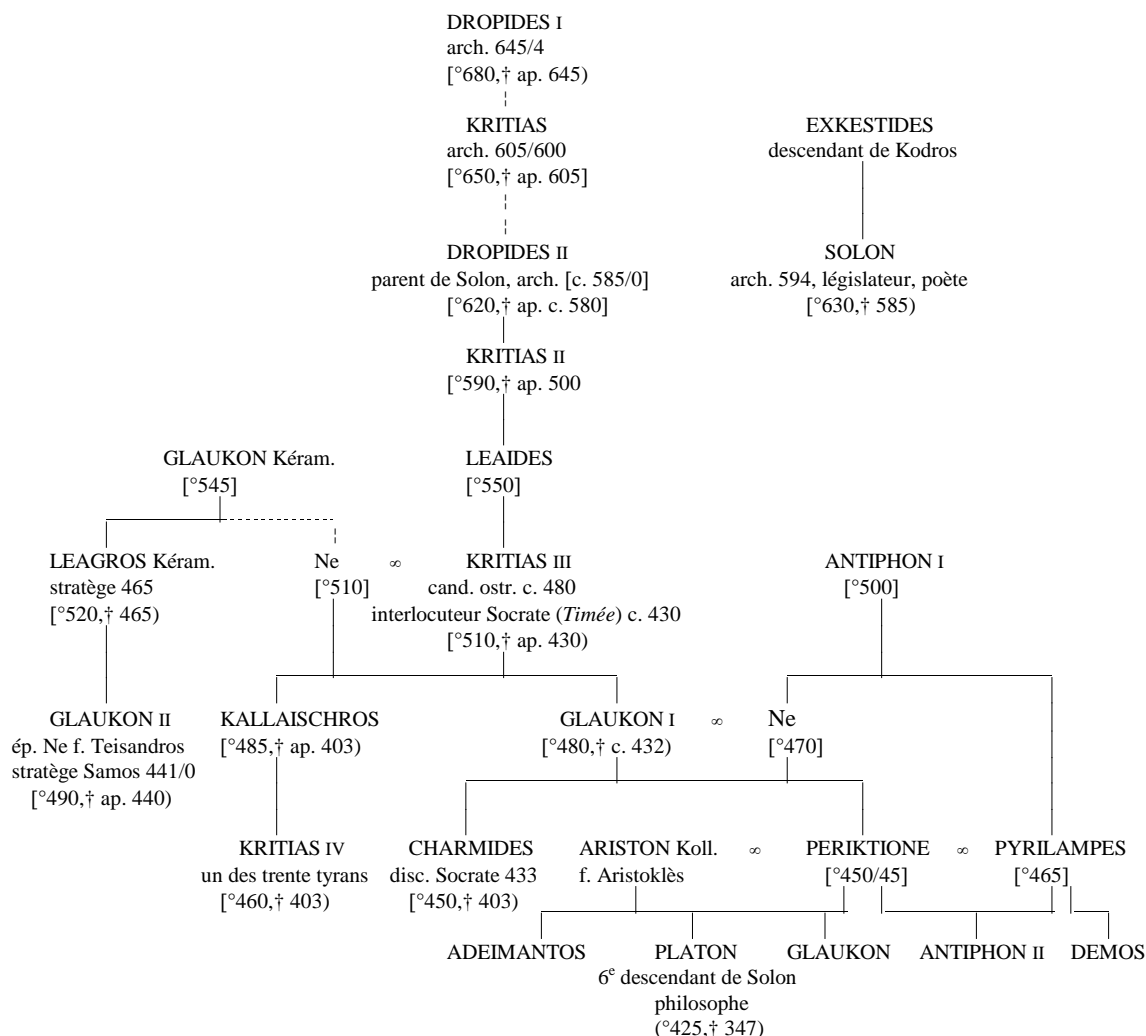 DROPIDES I
arch. 645/4
[°680,† ap. 645)
KRITIAS
arch. 605/600
[°650,† ap. 605]
EXKESTIDES
descendant de Kodros
DROPIDES II
parent de Solon, arch. [c. 585/0]
[°620,† ap. c. 580]
SOLON
arch. 594, législateur, poète
[°630,† 585)
KRITIAS II
[°590,† ap. 500
GLAUKON Kéram.
[°545]
LEAIDES
[°550]
LEAGROS Kéram.
stratège 465
[°520,† 465)
Ne
[°510]
∞
KRITIAS III
cand. ostr. c. 480
interlocuteur Socrate (Timée) c. 430
[°510,† ap. 430)
ANTIPHON I
[°500]
GLAUKON II
ép. Ne f. Teisandros
stratège Samos 441/0
[°490,† ap. 440)
KALLAISCHROS
[°485,† ap. 403)
GLAUKON I
[°480,† c. 432)
∞
Ne
[°470]
KRITIAS IV
un des trente tyrans
[°460,† 403)
CHARMIDES
disc. Socrate 433
[°450,† 403)
ARISTON Koll.
f. Aristoklès
∞
PERIKTIONE
[°450/45]
∞
PYRILAMPES
[°465]
ADEIMANTOS
PLATON
6e descendant de Solon
philosophe
(°425,† 347)
GLAUKON
ANTIPHON II
DEMOS